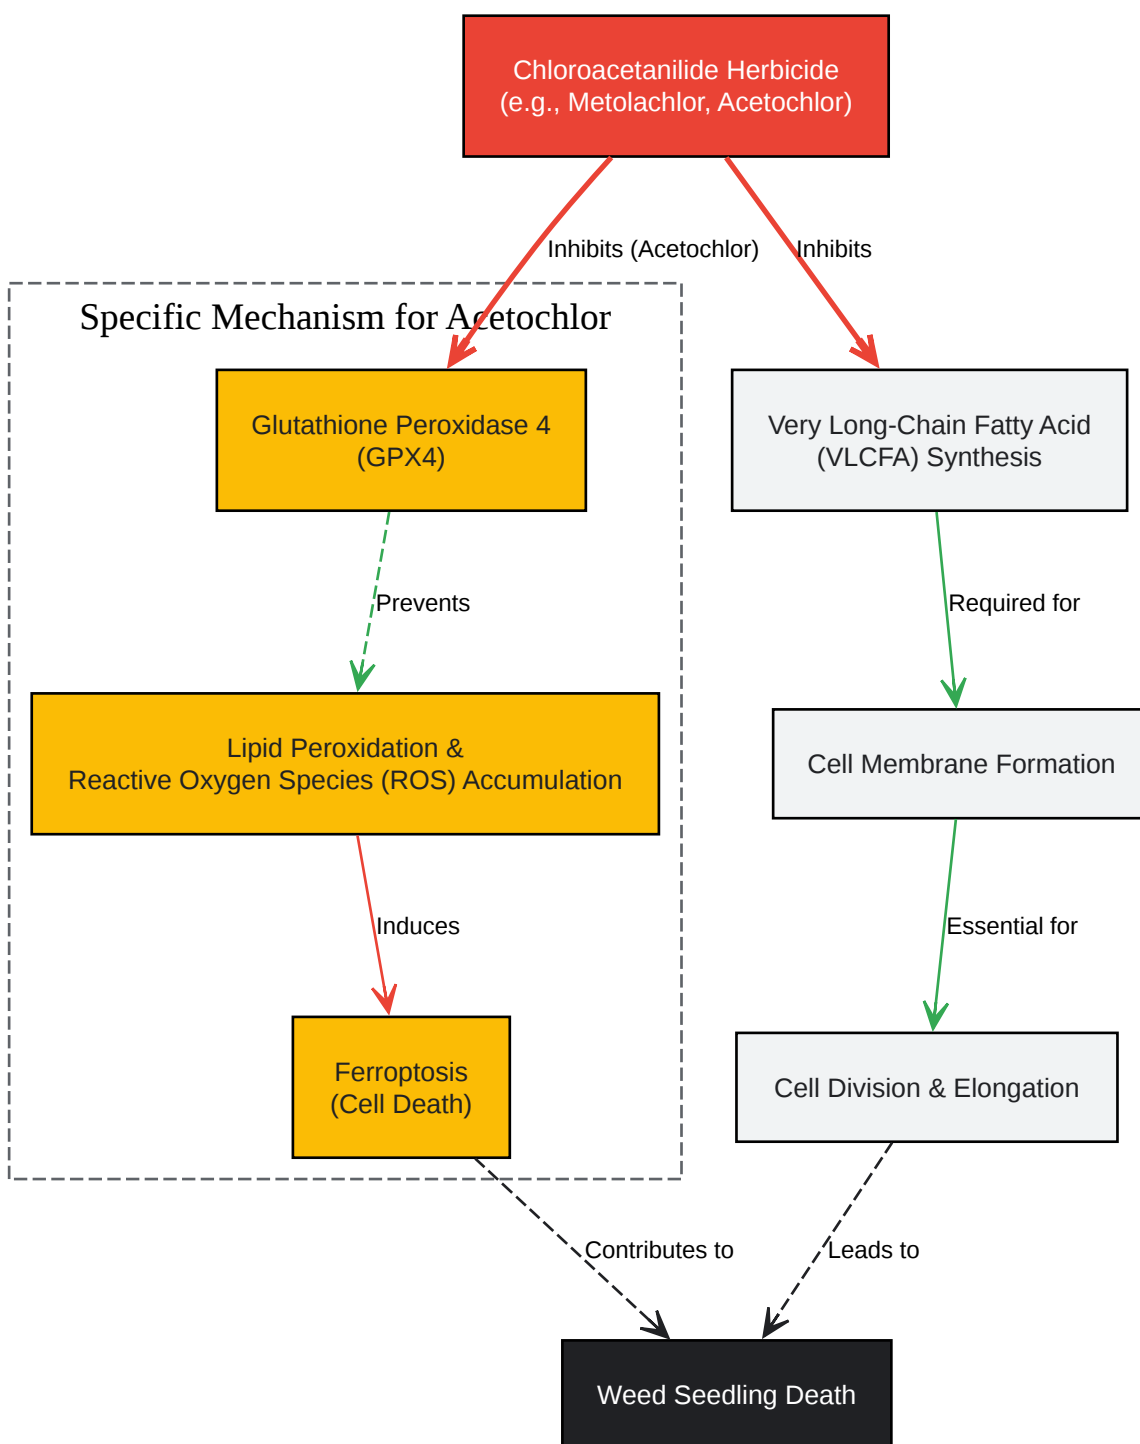 Chloroacetanilide Herbicide
(e.g., Metolachlor, Acetochlor)
Inhibits (Acetochlor)
Inhibits
Specific Mechanism for Acetochlor
Glutathione Peroxidase 4
(GPX4)
Very Long-Chain Fatty Acid
(VLCFA) Synthesis
Prevents
Required for
Lipid Peroxidation &
Reactive Oxygen Species (ROS) Accumulation
Cell Membrane Formation
Induces
Essential for
Ferroptosis
(Cell Death)
Cell Division & Elongation
Contributes to
Leads to
Weed Seedling Death